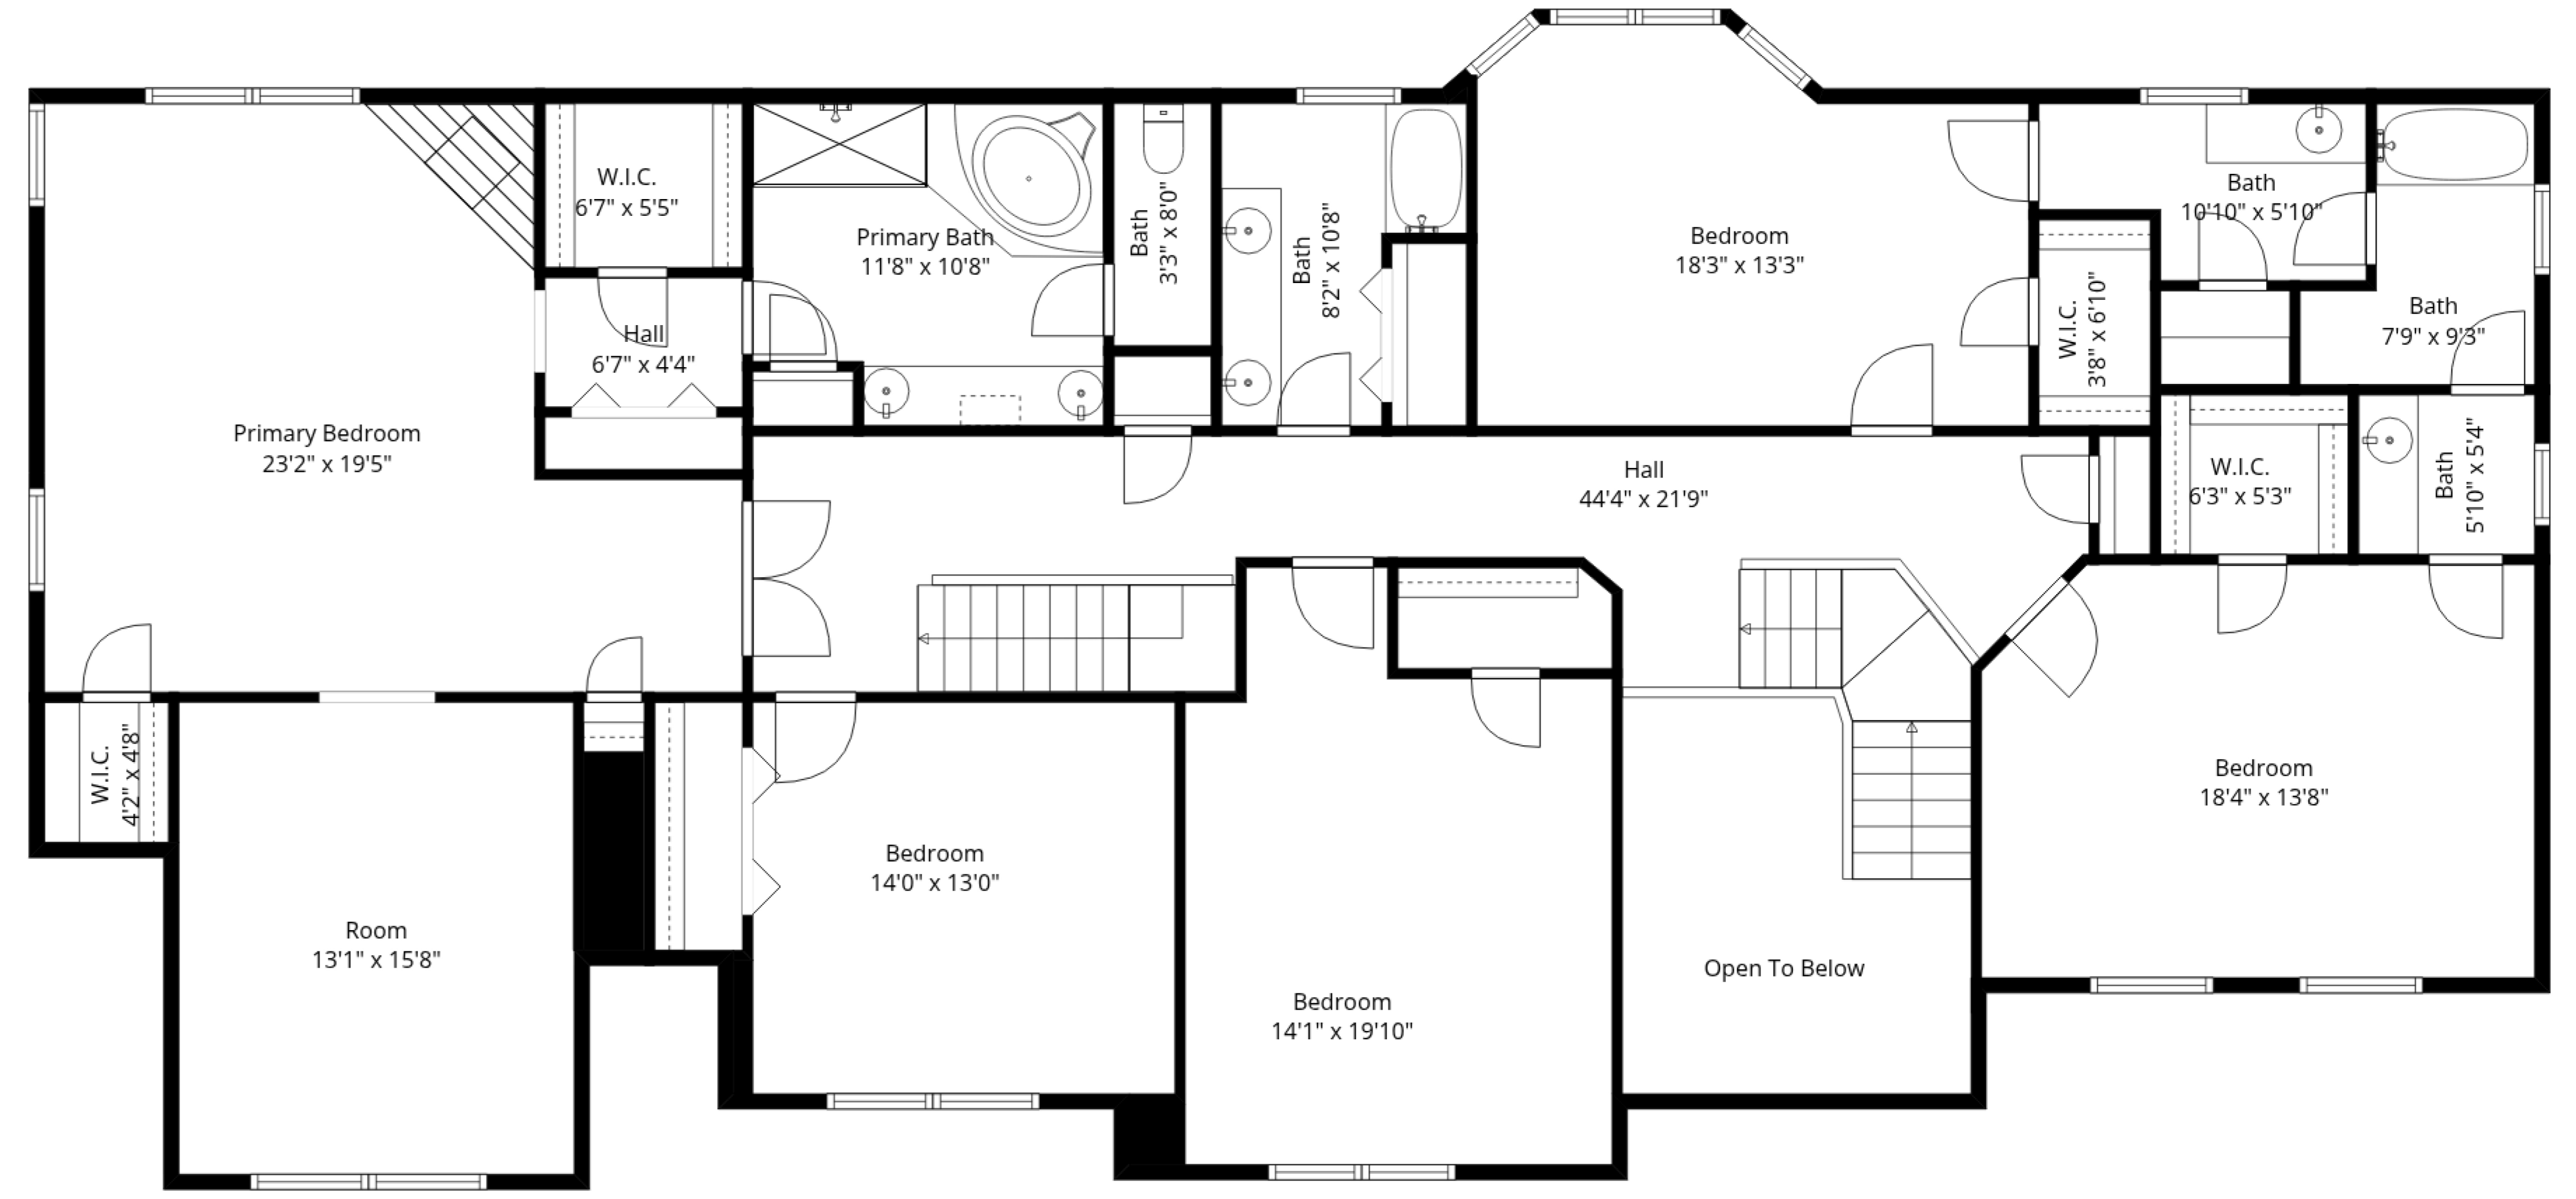 W.I.C.
6'7" x 5'5"
Primary Bath
11'8" x 10'8"
Bath
3'3" x 8'0"
Bath
8'2" x 10'8"
Bedroom
18'3" x 13'3"
Bath
10'10" x 5'10"
Hall
6'7" x 4'4"
W.I.C.
3'8" x 6'10"
Bath
7'9" x 9'3"
Primary Bedroom
23'2" x 19'5"
Hall
44'4" x 21'9"
W.I.C.
6'3" x 5'3"
Bath
5'10" x 5'4"
W.I.C.
4'2" x 4'8"
Bedroom
14'0" x 13'0"
Bedroom
18'4" x 13'8"
Room
13'1" x 15'8"
Open To Below
Bedroom
14'1" x 19'10"